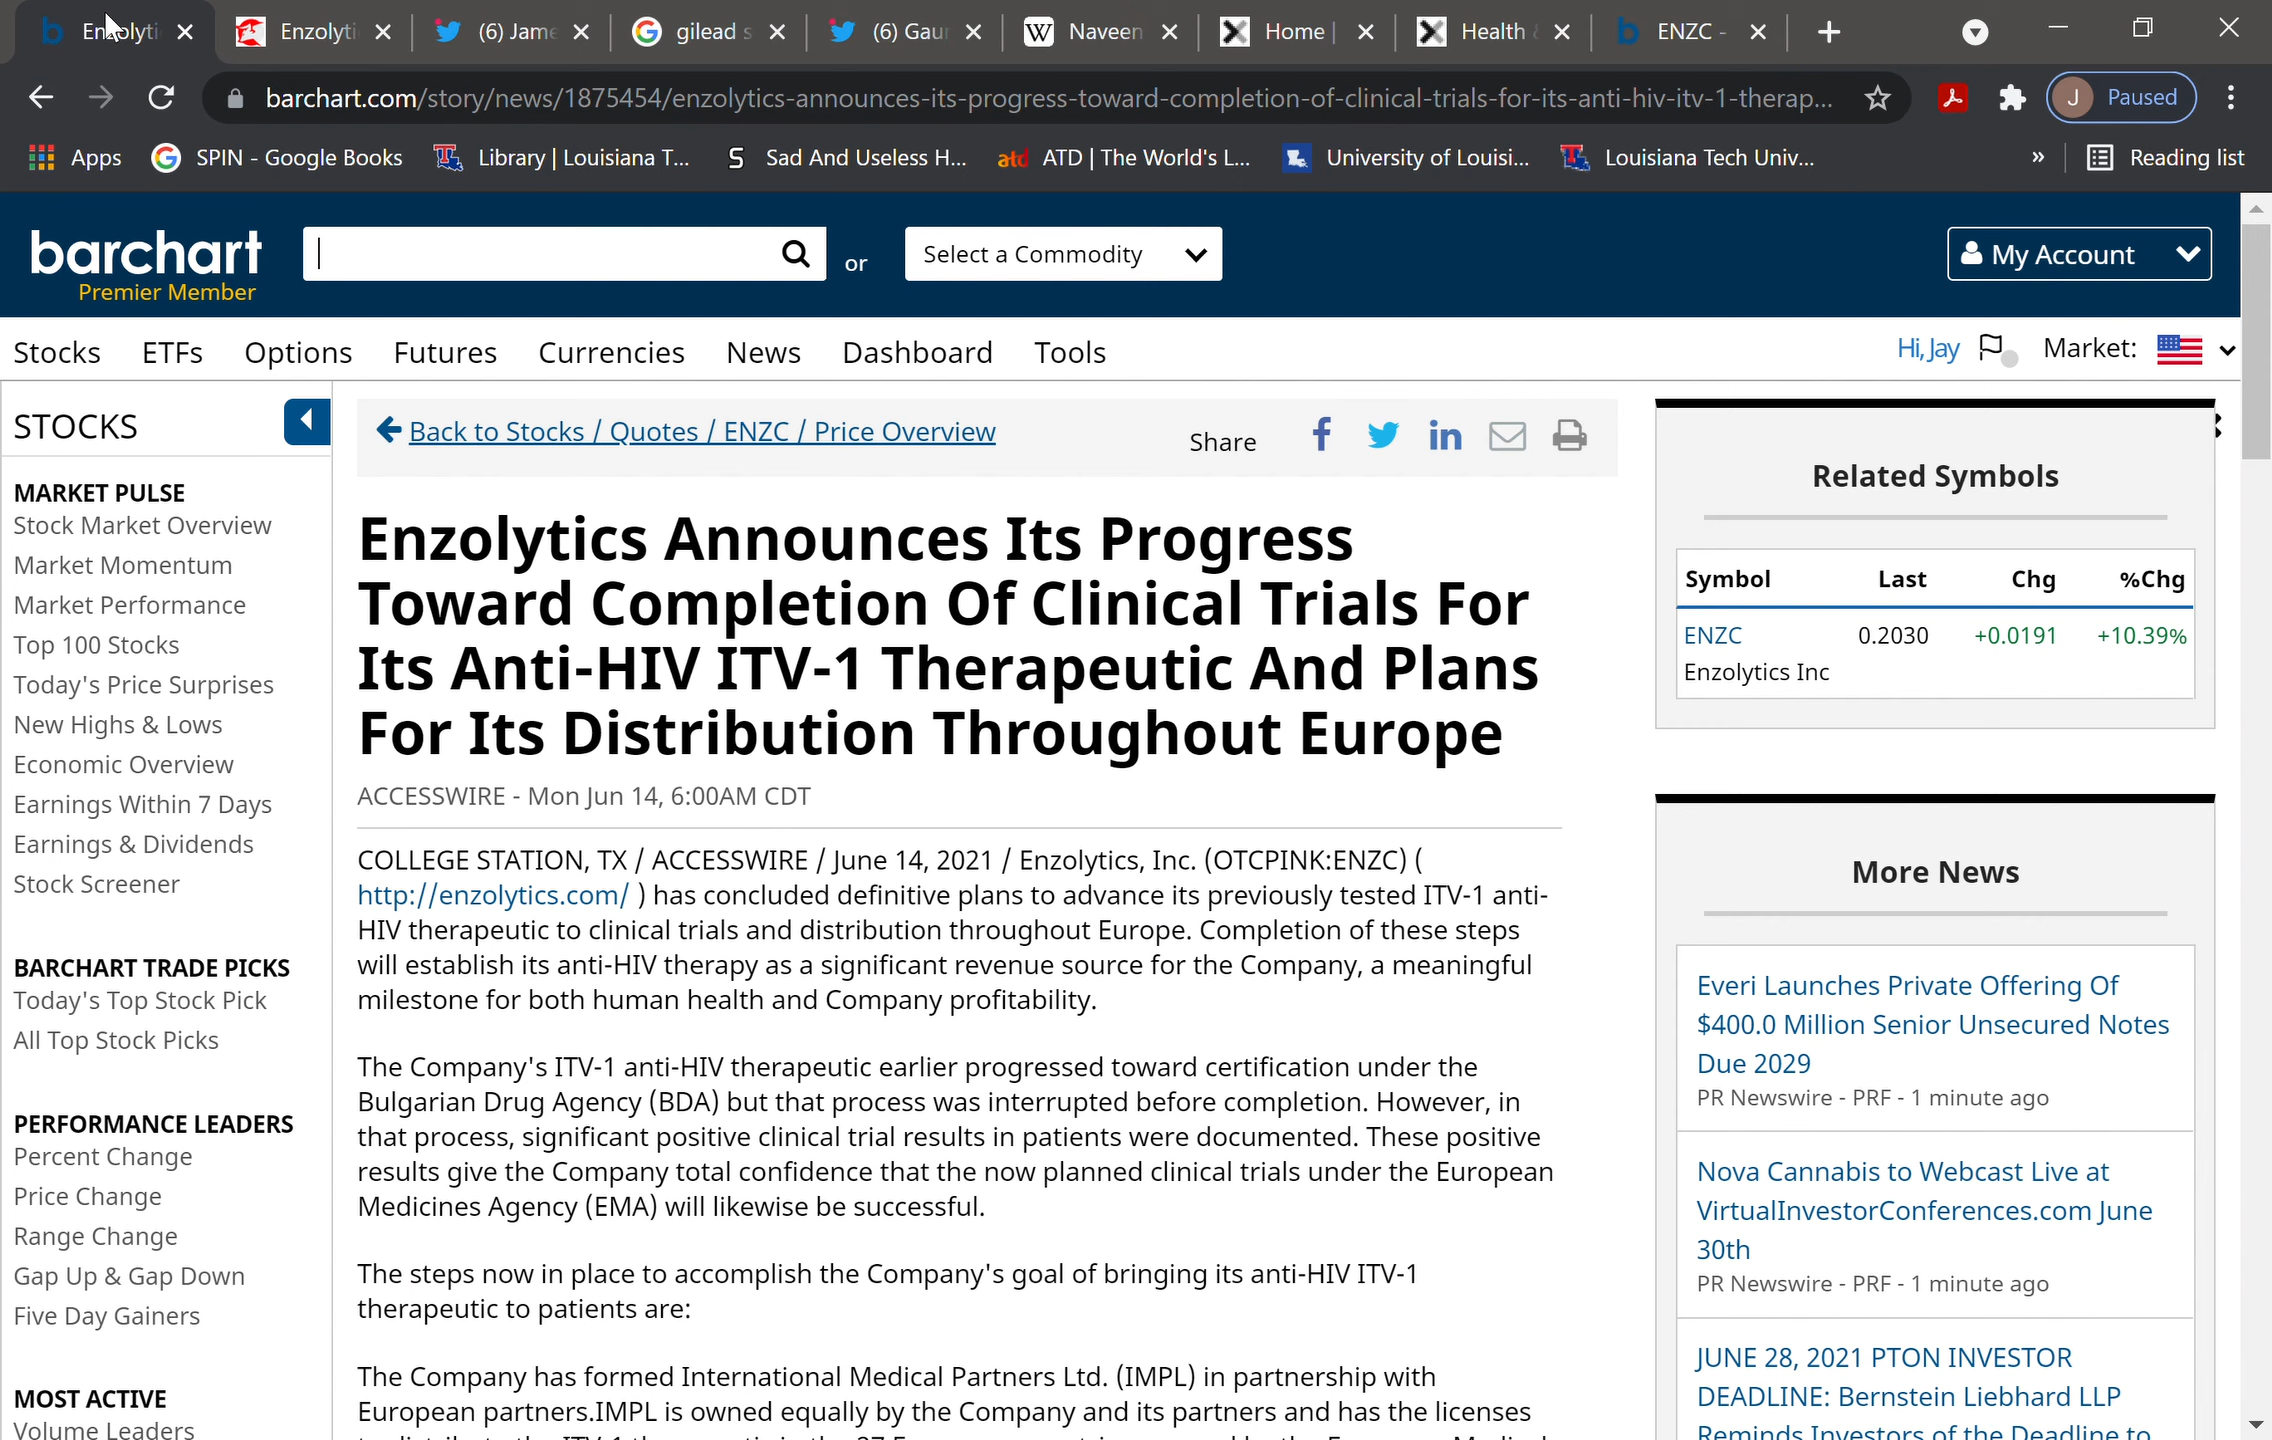 Enzolyti
Enzolyti
(6) Jame
gilead s
(6) Gau
Naveen
Home |
Health
ENZC -
barchart.com/story/news/1875454/enzolytics-announces-its-progress-toward-completion-of-clinical-trials-for-its-anti-hiv-itv-1-therap...
J Paused
Apps
SPIN - Google Books
Library | Louisiana T...
Sad And Useless H...
ATD | The World's L...
University of Louisi...
Louisiana Tech Univ...
»
Reading list
barchart
Premier Member
or
Select a Commodity
My Account
Stocks
ETFs
Options
Futures
Currencies
News
Dashboard
Tools
Hi, Jay
Market:
STOCKS
MARKET PULSE
Stock Market Overview
Market Momentum
Market Performance
Top 100 Stocks
Today's Price Surprises
New Highs & Lows
Economic Overview
Earnings Within 7 Days
Earnings & Dividends
Stock Screener
BARCHART TRADE PICKS
Today's Top Stock Pick
All Top Stock Picks
PERFORMANCE LEADERS
Percent Change
Price Change
Range Change
Gap Up & Gap Down
Five Day Gainers
MOST ACTIVE
Volume Leaders
Back to Stocks / Quotes / ENZC / Price Overview
Share
Enzolytics Announces Its Progress
Toward Completion Of Clinical Trials For
Its Anti-HIV ITV-1 Therapeutic And Plans
For Its Distribution Throughout Europe
ACCESSWIRE - Mon Jun 14, 6:00AM CDT
COLLEGE STATION, TX / ACCESSWIRE / June 14, 2021 / Enzolytics, Inc. (OTCPINK:ENZC) (
http://enzolytics.com/ ) has concluded definitive plans to advance its previously tested ITV-1 anti-
HIV therapeutic to clinical trials and distribution throughout Europe. Completion of these steps
will establish its anti-HIV therapy as a significant revenue source for the Company, a meaningful
milestone for both human health and Company profitability.
The Company's ITV-1 anti-HIV therapeutic earlier progressed toward certification under the
Bulgarian Drug Agency (BDA) but that process was interrupted before completion. However, in
that process, significant positive clinical trial results in patients were documented. These positive
results give the Company total confidence that the now planned clinical trials under the European
Medicines Agency (EMA) will likewise be successful.
The steps now in place to accomplish the Company's goal of bringing its anti-HIV ITV-1
therapeutic to patients are:
The Company has formed International Medical Partners Ltd. (IMPL) in partnership with
European partners.IMPL is owned equally by the Company and its partners and has the licenses
Related Symbols
Symbol Last Chg %Chg
ENZC 0.2030 +0.0191 +10.39%
Enzolytics Inc
More News
Everi Launches Private Offering Of
$400.0 Million Senior Unsecured Notes
Due 2029
PR Newswire - PRF - 1 minute ago
Nova Cannabis to Webcast Live at
VirtualInvestorConferences.com June
30th
PR Newswire - PRF - 1 minute ago
JUNE 28, 2021 PTON INVESTOR
DEADLINE: Bernstein Liebhard LLP
Reminds Investors of the Deadline to